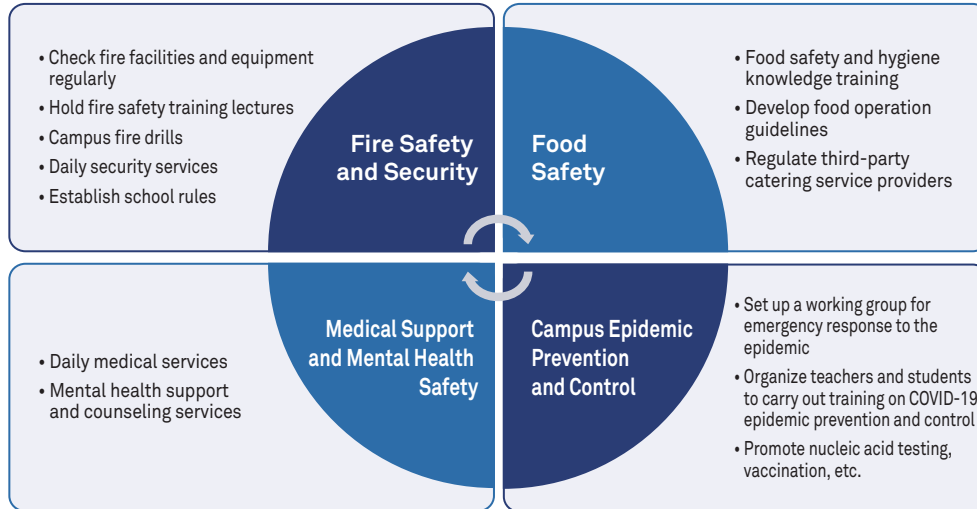 • Check fire facilities and equipment
regularly
• Hold fire safety training lectures
• Campus fire drills
• Daily security services
• Establish school rules
Fire Safety
and Security
Food
Safety
• Food safety and hygiene
knowledge training
• Develop food operation
guidelines
• Regulate third-party
catering service providers
• Daily medical services
• Mental health support
and counseling services
Medical Support
and Mental Health
Safety
Campus Epidemic
Prevention
and Control
• Set up a working group for
emergency response to the
epidemic
• Organize teachers and students
to carry out training on COVID-19
epidemic prevention and control
• Promote nucleic acid testing,
vaccination, etc.